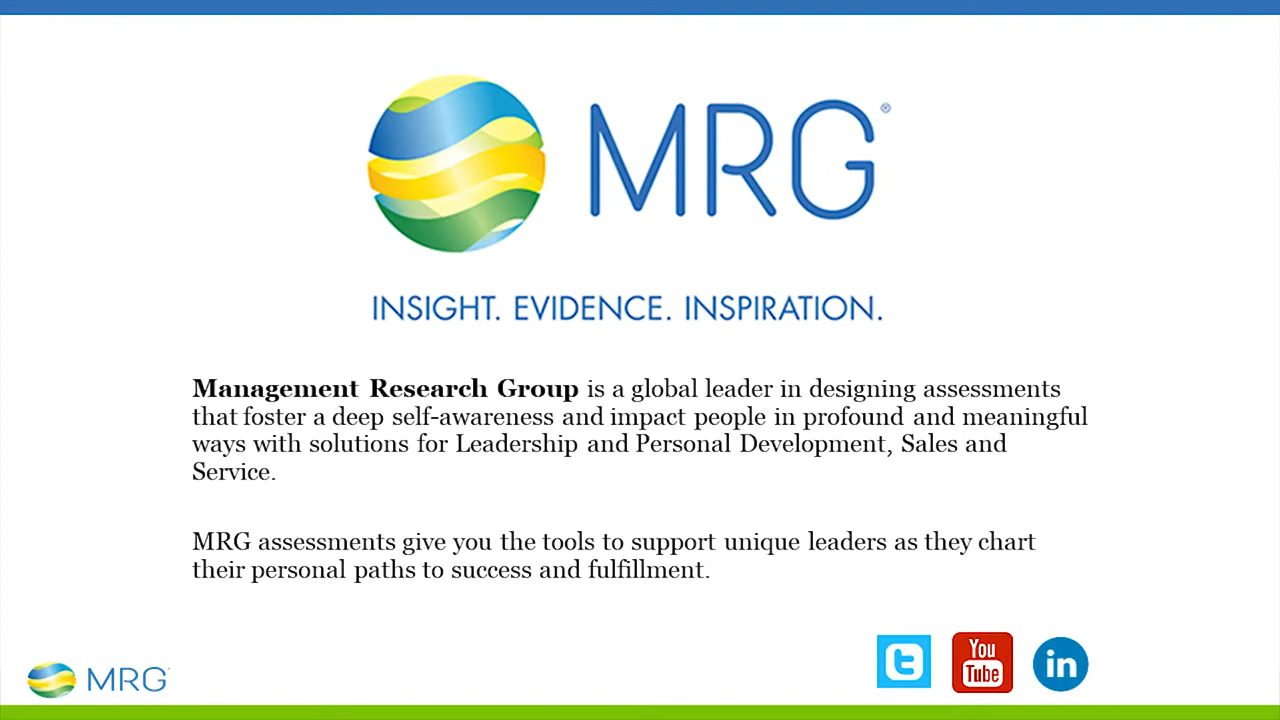 MRG®
INSIGHT. EVIDENCE. INSPIRATION.
Management Research Group is a global leader in designing assessments
that foster a deep self-awareness and impact people in profound and meaningful
ways with solutions for Leadership and Personal Development, Sales and
Service.
MRG assessments give you the tools to support unique leaders as they chart
their personal paths to success and fulfillment.
MRG
t
You
Tube
in